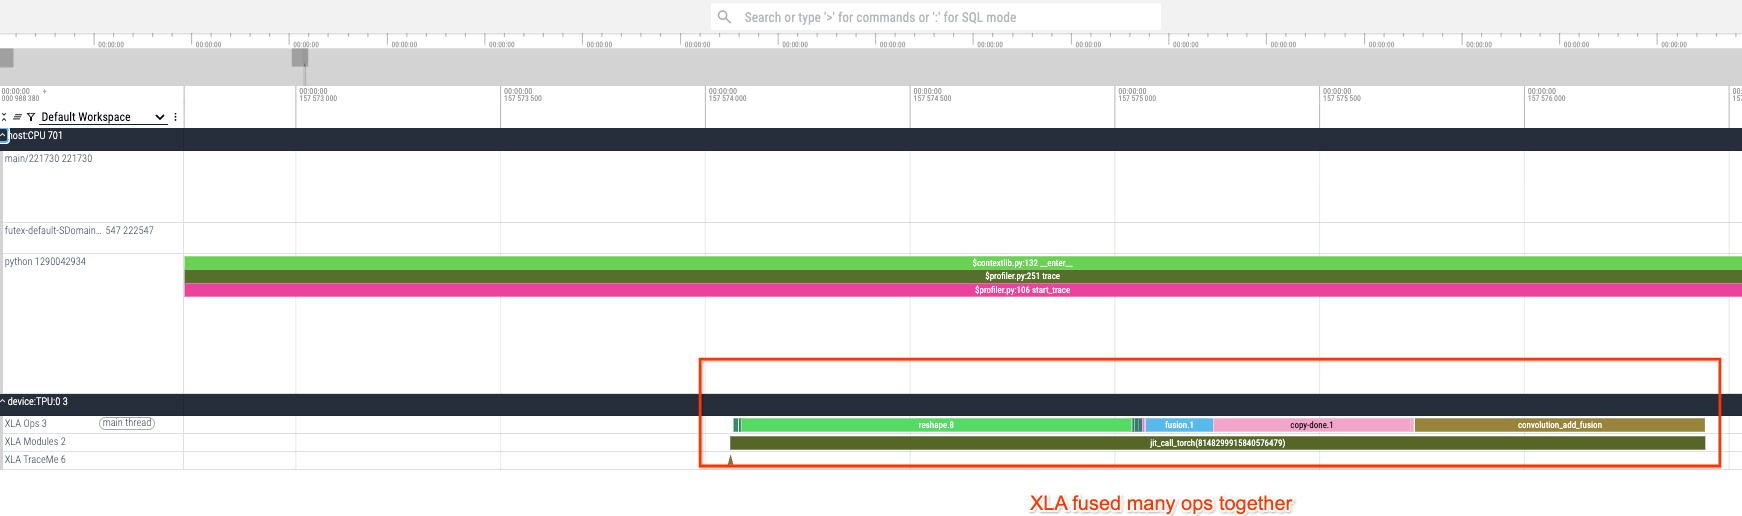 Search or type '>' for commands or ':' for SQL mode
00:00:00 00:00:00 00:00:00 00:00:00 00:00:00 00:00:00 00:00:00 00:00:00 00:00:00 00:00:00 00:00:00 00:00:00 00:00:00 00:00:00 00:00:00 00:00:00 00:00:00
00:00:00 + 00:00:00 00:00:00 00:00:00 00:00:00 00:00:00 00:00:00 00:00:00
000 988 380 157 573 000 157 573 500 157 574 000 157 574 500 157 575 000 157 575 500 157 576 000
Default Workspace
host:CPU 701
main/221730 221730
futex-default-SDomain... 547 222547
python 1290042934
$contextlib.py:132 __enter__
$profiler.py:251 trace
$profiler.py:106 start_trace
device:TPU:0 3
XLA Ops 3 main thread reshape.8 fusion.1 copy-done.1 convolution_add_fusion
XLA Modules 2 jit_call_torch(8148299915840576479)
XLA TraceMe 6
XLA fused many ops together